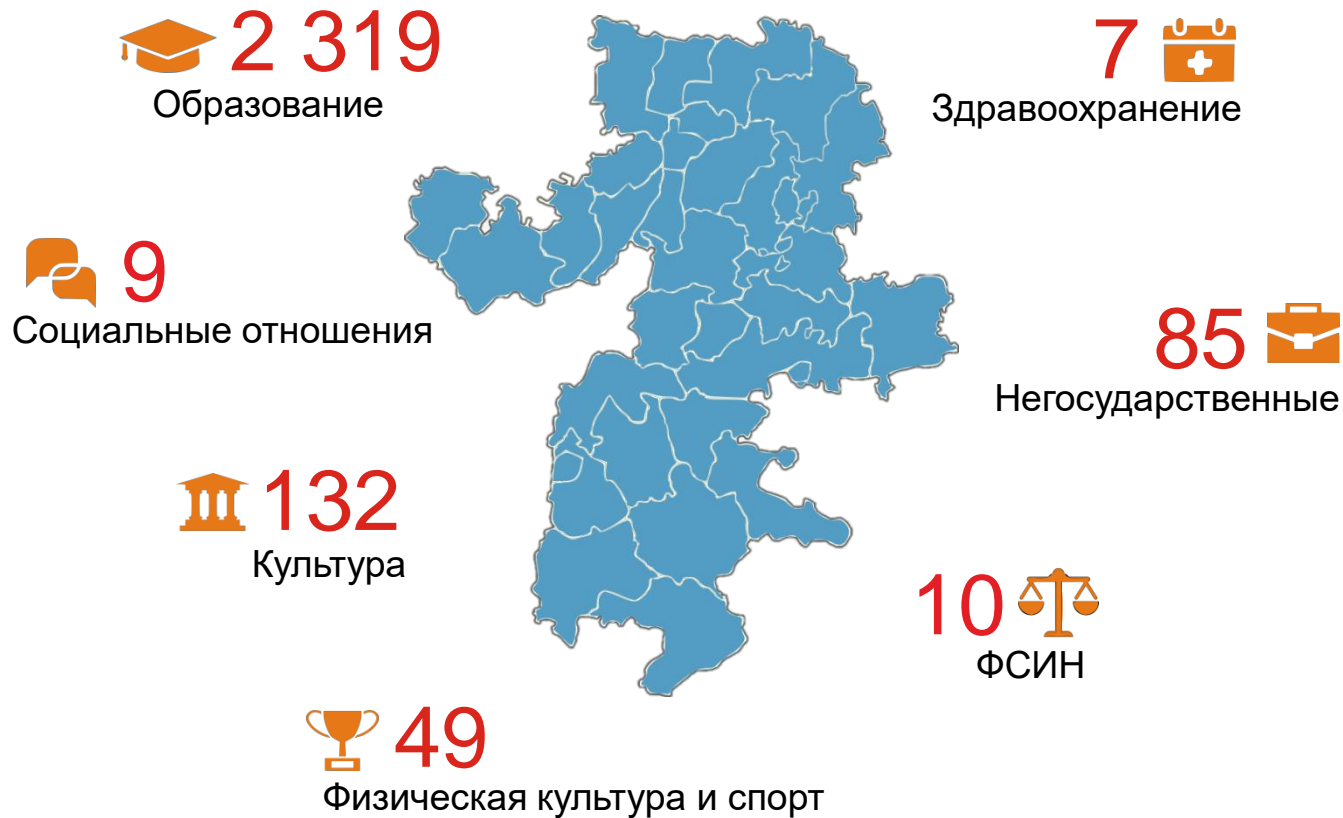 2 319
Образование
7
Здравоохранение
9
Социальные отношения
85
Негосударственные
132
Культура
10
ФСИН
49
Физическая культура и спорт